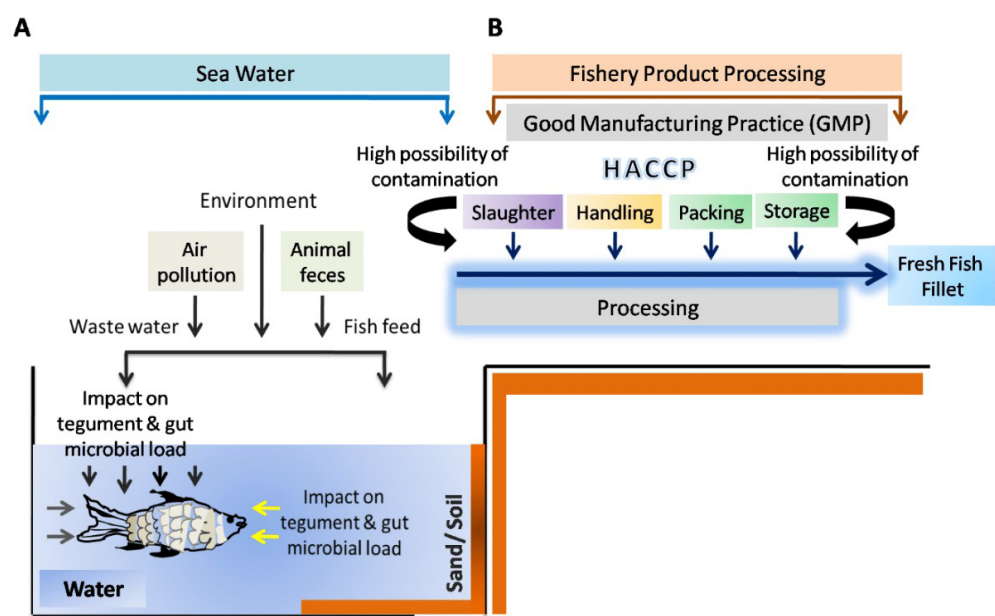 A
Sea Water
Environment
Air
pollution
Animal
feces
Waste water
Fish feed
Impact on
tegument & gut
microbial load
Impact on
tegument & gut
microbial load
Water
Sand/ Soil
B
Fishery Product Processing
Good Manufacturing Practice (GMP)
High possibility of
contamination
HACCP
High possibility of
contamination
Slaughter
Handling
Packing
Storage
Fresh Fish
Fillet
Processing